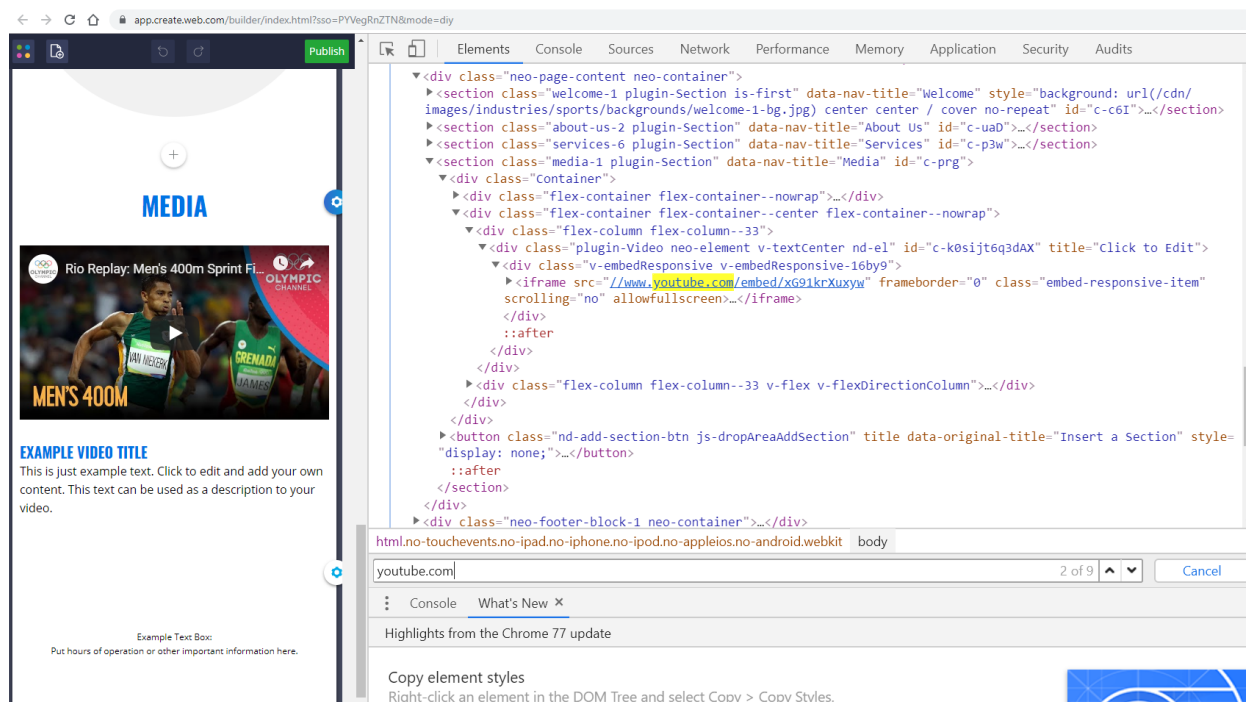 app.create.web.com/builder/index.html?sso=PYVegRnZTN&mode=diy
Publish
MEDIA
OLYMPIC
Rio Replay: Men's 400m Sprint Fi...
OLYMPIC
CHANNEL
VAN NIEKERK
GRENADA
JAMES
MEN'S 400M
EXAMPLE VIDEO TITLE
This is just example text. Click to edit and add your own
content. This text can be used as a description to your
video.
Example Text Box:
Put hours of operation or other important information here.
Elements Console Sources Network Performance Memory Application Security Audits
▼<div class="neo-page-content neo-container">
▶<section class="welcome-1 plugin-Section is-first" data-nav-title="Welcome" style="background: url(/cdn/
images/industries/sports/backgrounds/welcome-1-bg.jpg) center center / cover no-repeat" id="c-c6I">…</section>
▶<section class="about-us-2 plugin-Section" data-nav-title="About Us" id="c-uaD">…</section>
▶<section class="services-6 plugin-Section" data-nav-title="Services" id="c-p3w">…</section>
▼<section class="media-1 plugin-Section" data-nav-title="Media" id="c-prg">
▼<div class="Container">
▶<div class="flex-container flex-container--nowrap">…</div>
▼<div class="flex-container flex-container--center flex-container--nowrap">
▼<div class="flex-column flex-column--33">
▼<div class="plugin-Video neo-element v-textCenter nd-el" id="c-k0sijt6q3dAX" title="Click to Edit">
▼<div class="v-embedResponsive v-embedResponsive-16by9">
▶<iframe src="//www.youtube.com/embed/xG91krXuxyw" frameborder="0" class="embed-responsive-item"
scrolling="no" allowfullscreen>…</iframe>
</div>
::after
</div>
</div>
▶<div class="flex-column flex-column--33 v-flex v-flexDirectionColumn">…</div>
</div>
</div>
▶<button class="nd-add-section-btn js-dropAreaAddSection" title data-original-title="Insert a Section" style=
"display: none;">…</button>
::after
</section>
</div>
▶<div class="neo-footer-block-1 neo-container">…</div>
html.no-touchevents.no-ipad.no-iphone.no-ipod.no-appleios.no-android.webkit body
youtube.com 2 of 9 Cancel
Console What's New ×
Highlights from the Chrome 77 update
Copy element styles
Right-click an element in the DOM Tree and select Copy > Copy Styles.